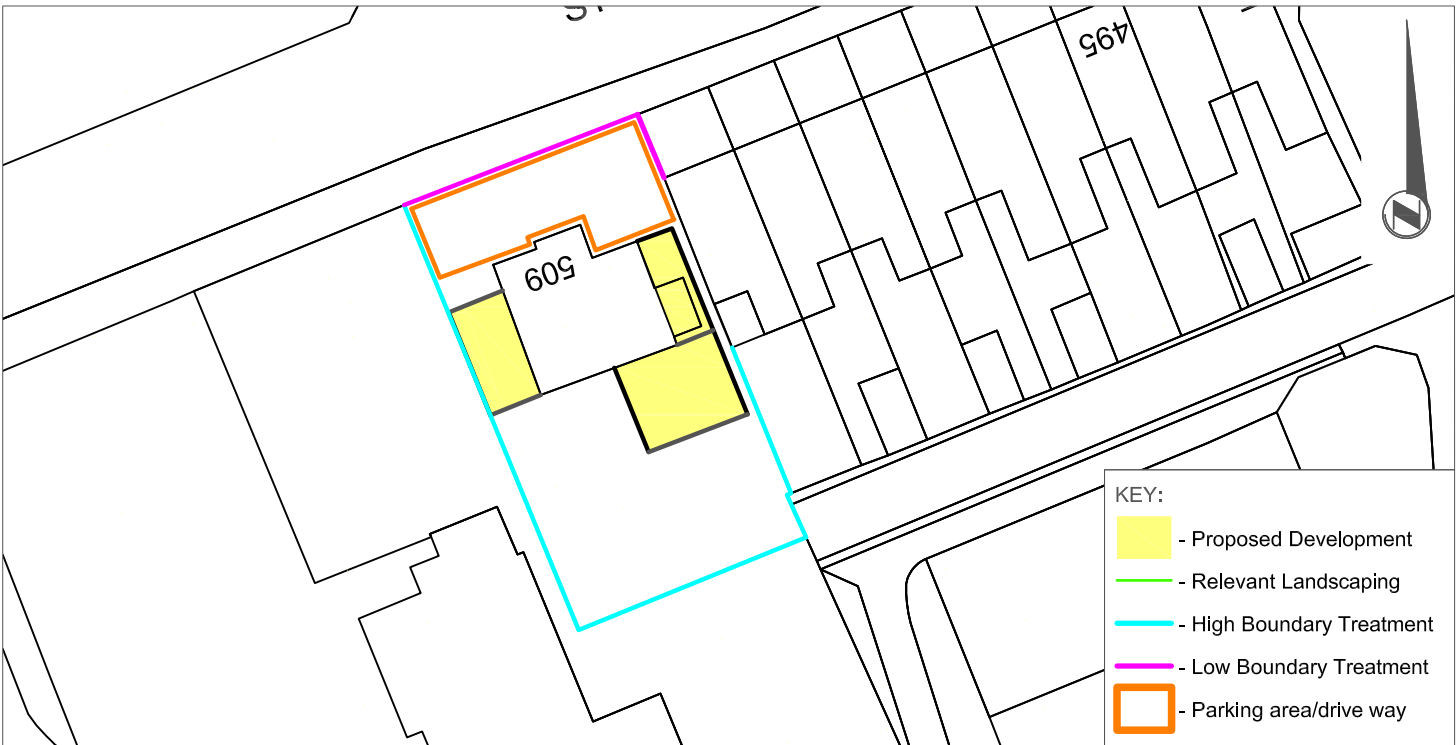 495
509
N
KEY:
- Proposed Development
- Relevant Landscaping
- High Boundary Treatment
- Low Boundary Treatment
- Parking area/drive way